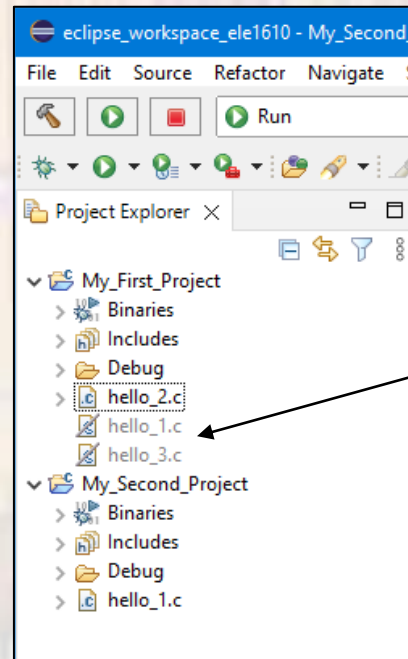 eclipse_workspace_ele1610 - My_Second_
File Edit Source Refactor Navigate
Run
Project Explorer
My_First_Project
Binaries
Includes
Debug
hello_2.c
hello_1.c
hello_3.c
My_Second_Project
Binaries
Includes
Debug
hello_1.c